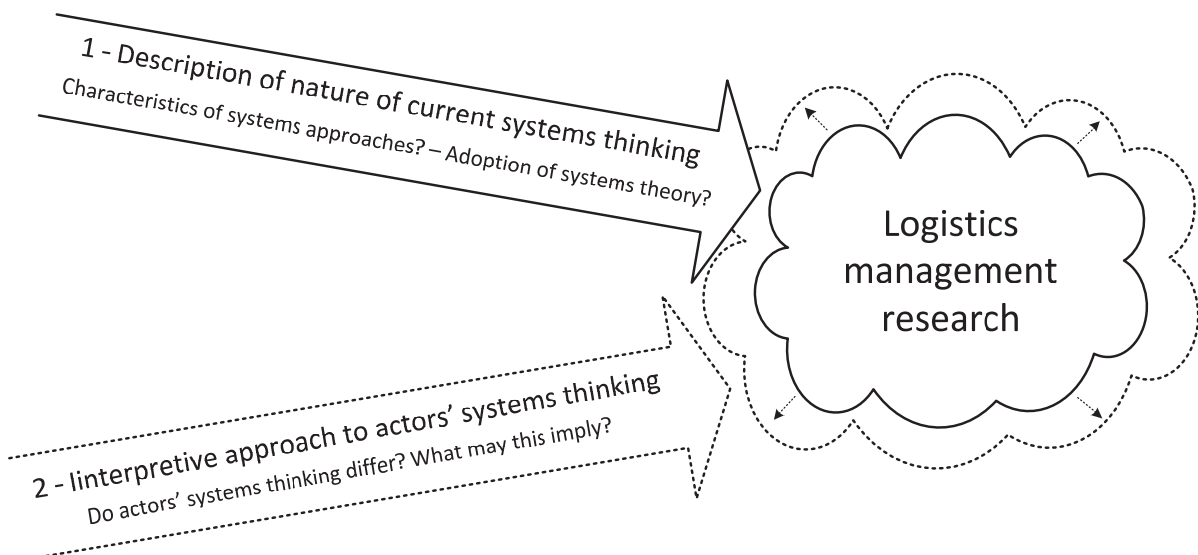 1 - Description of nature of current systems thinking
Characteristics of systems approaches? – Adoption of systems theory?
2 - Iinterpretive approach to actors’ systems thinking
Do actors’ systems thinking differ? What may this imply?
Logistics
management
research